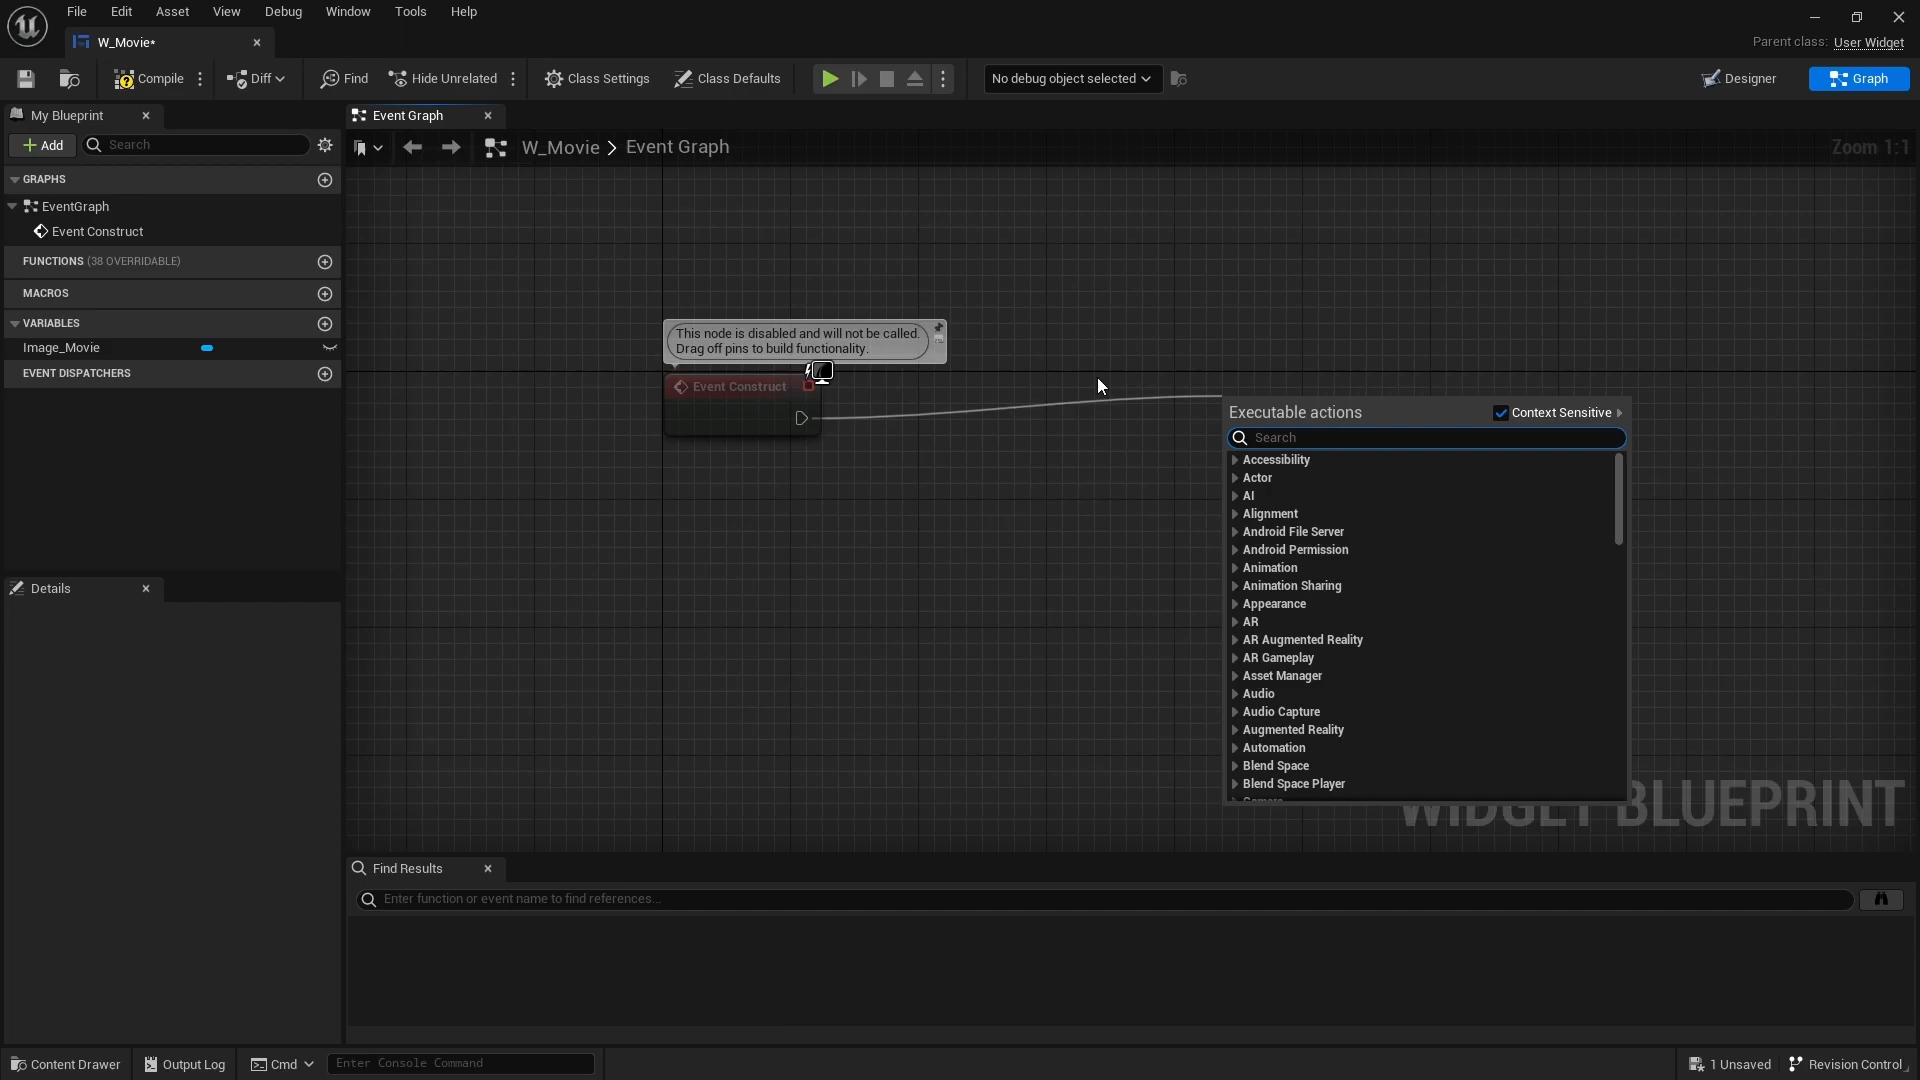 File Edit Asset View Debug Window Tools Help
W_Movie*
Parent class: User Widget
Compile Diff Find Hide Unrelated Class Settings Class Defaults No debug object selected Designer Graph
My Blueprint
Event Graph
Add Search
W_Movie > Event Graph
Zoom 1:1
GRAPHS
EventGraph
Event Construct
FUNCTIONS (38 OVERRIDABLE)
MACROS
VARIABLES
Image_Movie
EVENT DISPATCHERS
This node is disabled and will not be called.
Drag off pins to build functionality.
Event Construct
Executable actions Context Sensitive
Search
Accessibility
Actor
AI
Alignment
Android File Server
Android Permission
Animation
Animation Sharing
Appearance
AR
AR Augmented Reality
AR Gameplay
Asset Manager
Audio
Audio Capture
Augmented Reality
Automation
Blend Space
Blend Space Player
Details
WIDGET BLUEPRINT
Find Results
Enter function or event name to find references...
Content Drawer Output Log Cmd Enter Console Command 1 Unsaved Revision Control